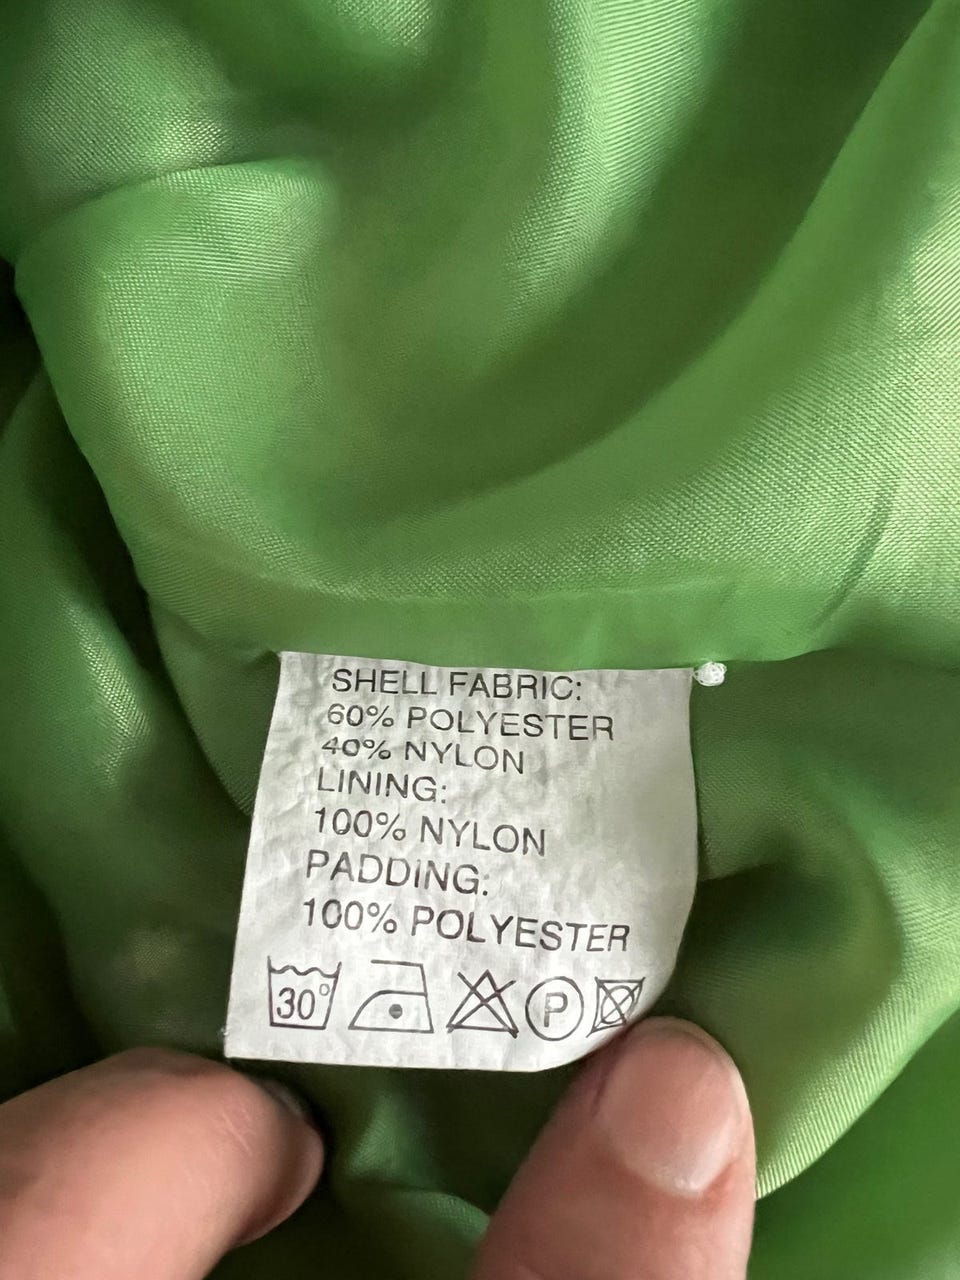 SHELL FABRIC:
60% POLYESTER
40% NYLON
LINING:
100% NYLON
PADDING:
100% POLYESTER
30° P